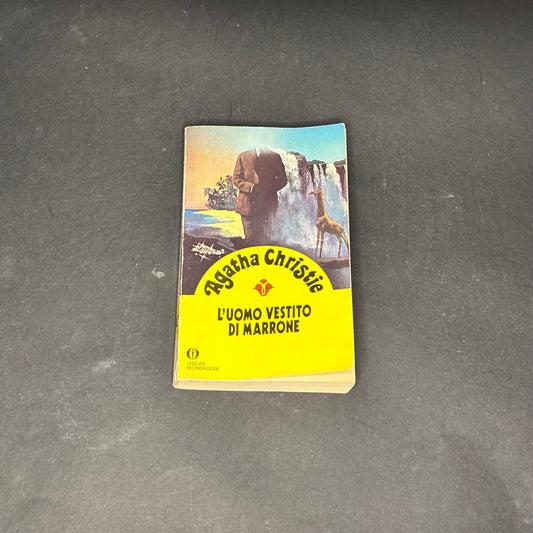 Agatha Christie
L'UOMO VESTITO
DI MARRONE
OSCAR
MONDADORI